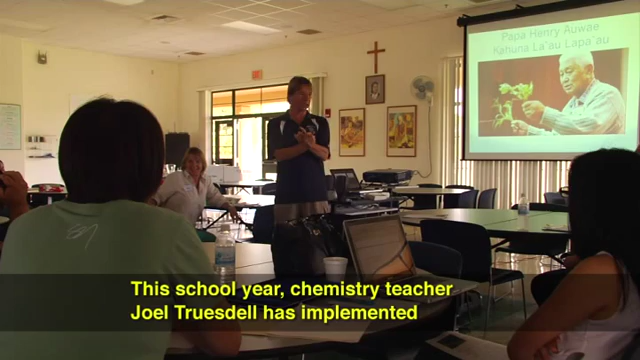 Papa Henry Auwae
Kahuna La`au Lapa`au
This school year, chemistry teacher
Joel Truesdell has implemented